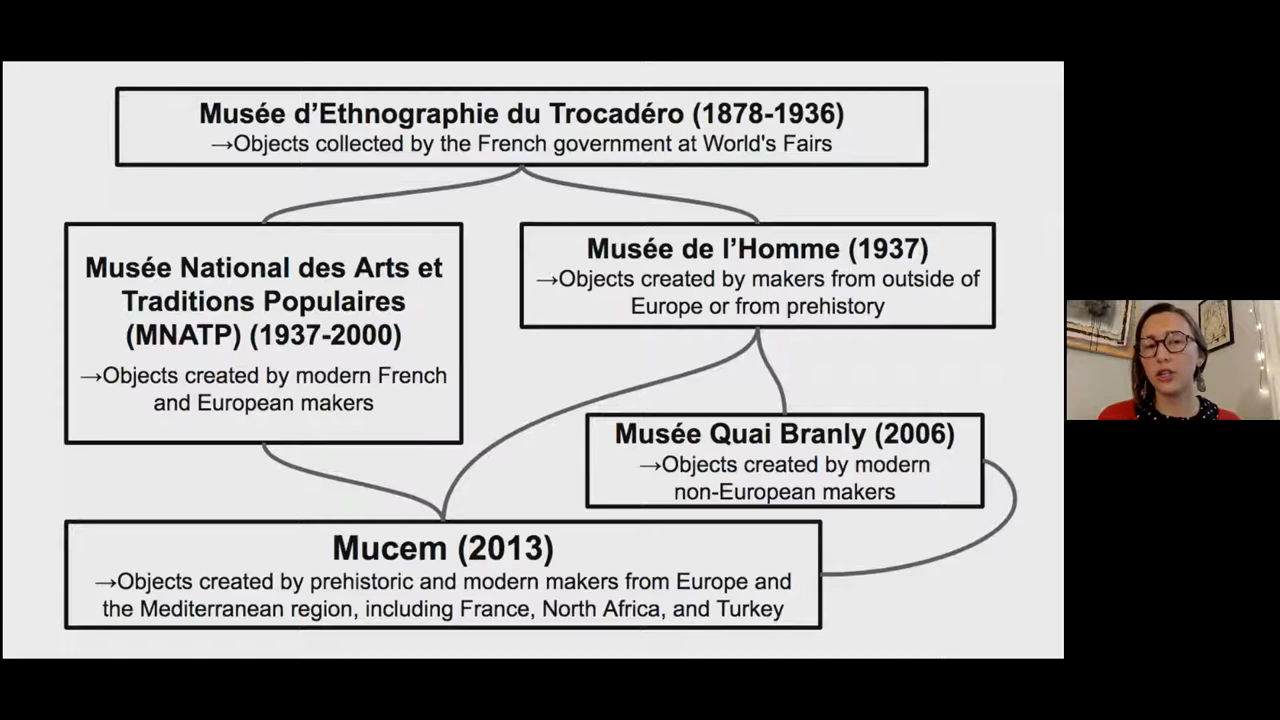 Musée d’Ethnographie du Trocadéro (1878-1936)
→Objects collected by the French government at World's Fairs
Musée National des Arts et
Traditions Populaires
(MNATP) (1937-2000)
→Objects created by modern French
and European makers
Musée de l’Homme (1937)
→Objects created by makers from outside of
Europe or from prehistory
Musée Quai Branly (2006)
→Objects created by modern
non-European makers
Mucem (2013)
→Objects created by prehistoric and modern makers from Europe and
the Mediterranean region, including France, North Africa, and Turkey